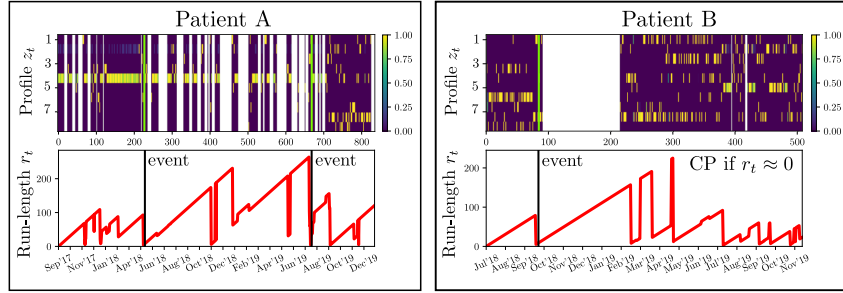 Patient A
Profile z_t
1
3
5
7
0 100 200 300 400 500 600 700 800
1.00
0.75
0.50
0.25
0.00
Run-length r_t
200
100
0
event
event
Sep'17 Nov'17 Jan'18 Apr'18 Jun'18 Aug'18 Oct'18 Dec'18 Feb'19 Apr'19 Jun'19 Aug'19 Oct'19 Dec'19
Patient B
Profile z_t
1
3
5
7
0 100 200 300 400 500
1.00
0.75
0.50
0.25
0.00
Run-length r_t
200
100
0
event
CP if r_t ≈ 0
Jul'18 Aug'18 Sep'18 Oct'18 Nov'18 Dec'18 Jan'19 Feb'19 Mar'19 Apr'19 May'19 Jun'19 Jul'19 Aug'19 Sep'19 Oct'19 Nov'19